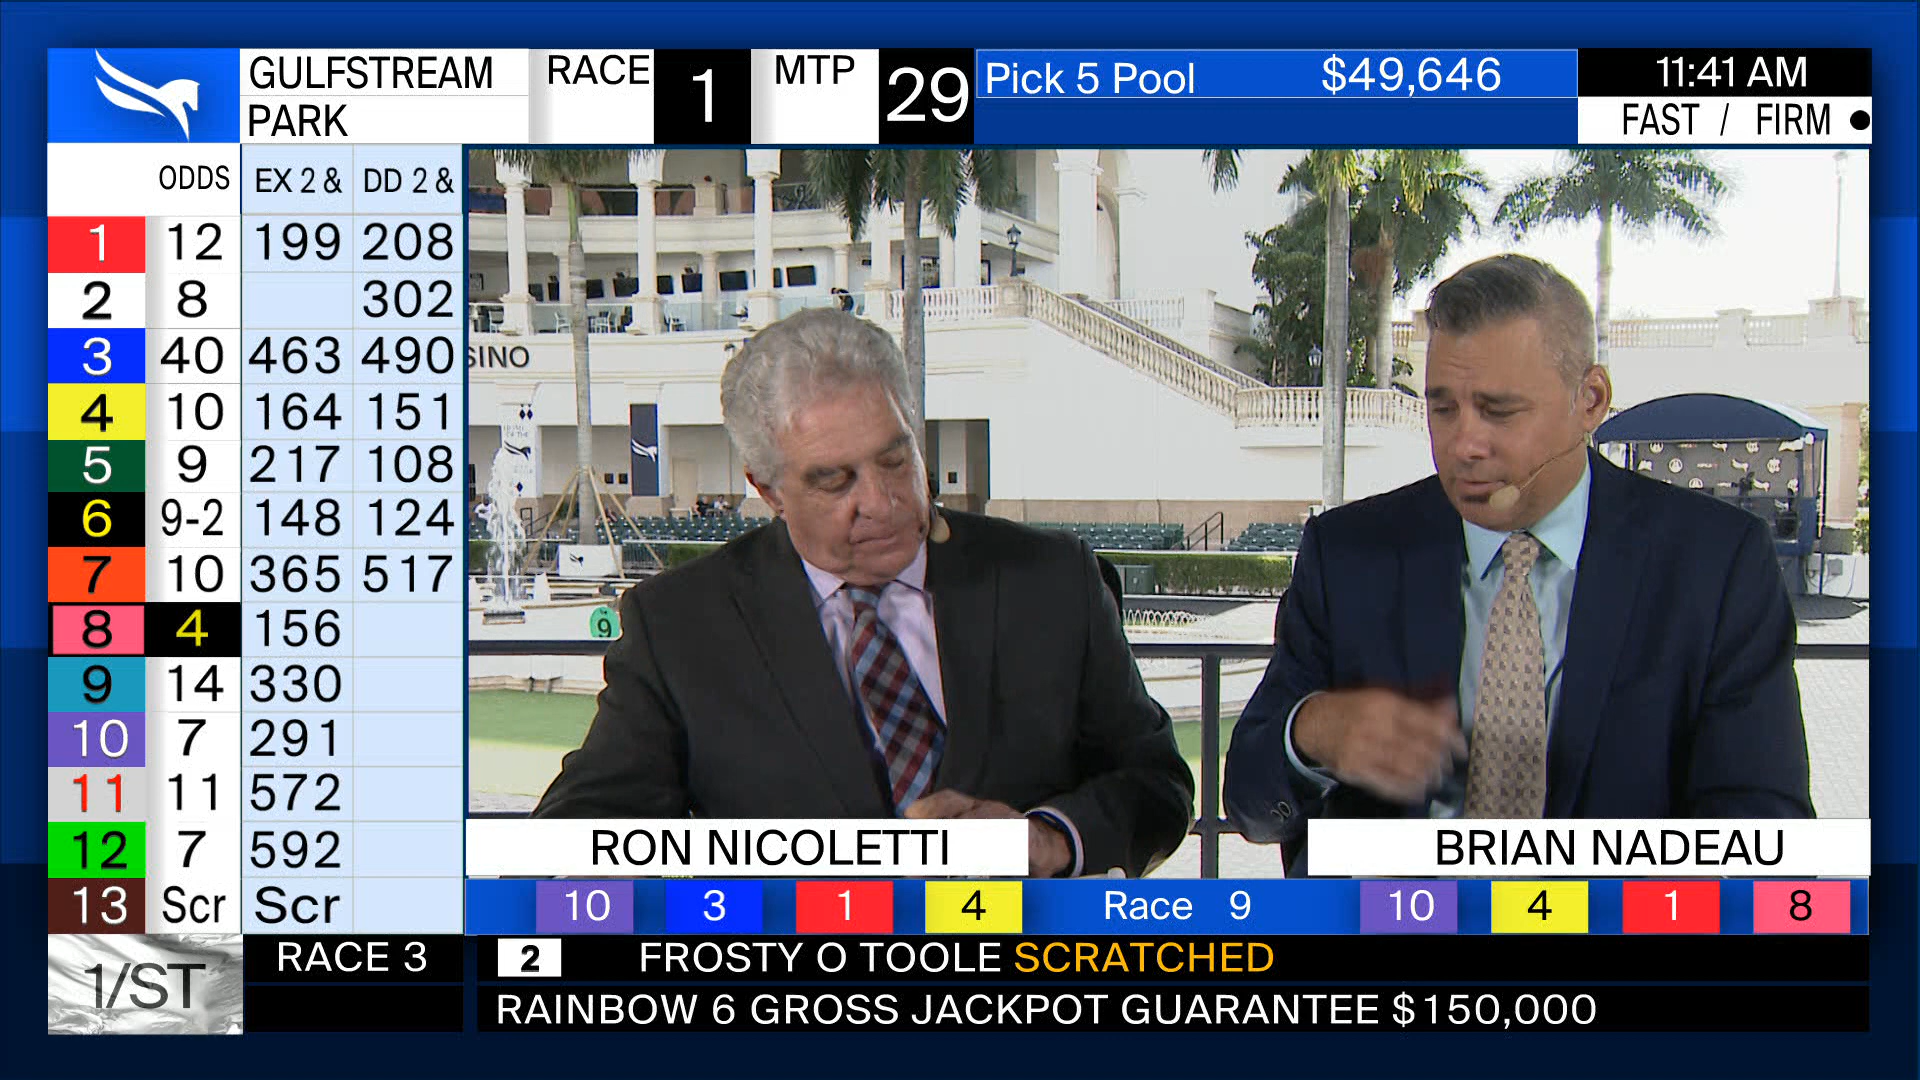 GULFSTREAM PARK
RACE 1
MTP 29
Pick 5 Pool $49,646
11:41 AM
FAST / FIRM
ODDS EX 2 & DD 2 &
1 12 199 208
2 8 302
3 40 463 490
4 10 164 151
5 9 217 108
6 9-2 148 124
7 10 365 517
8 4 156
9 14 330
10 7 291
11 11 572
12 7 592
13 Scr Scr
SINO
9
RON NICOLETTI
BRIAN NADEAU
10 3 1 4 Race 9 10 4 1 8
1/ST
RACE 3
2 FROSTY O TOOLE SCRATCHED
RAINBOW 6 GROSS JACKPOT GUARANTEE $150,000